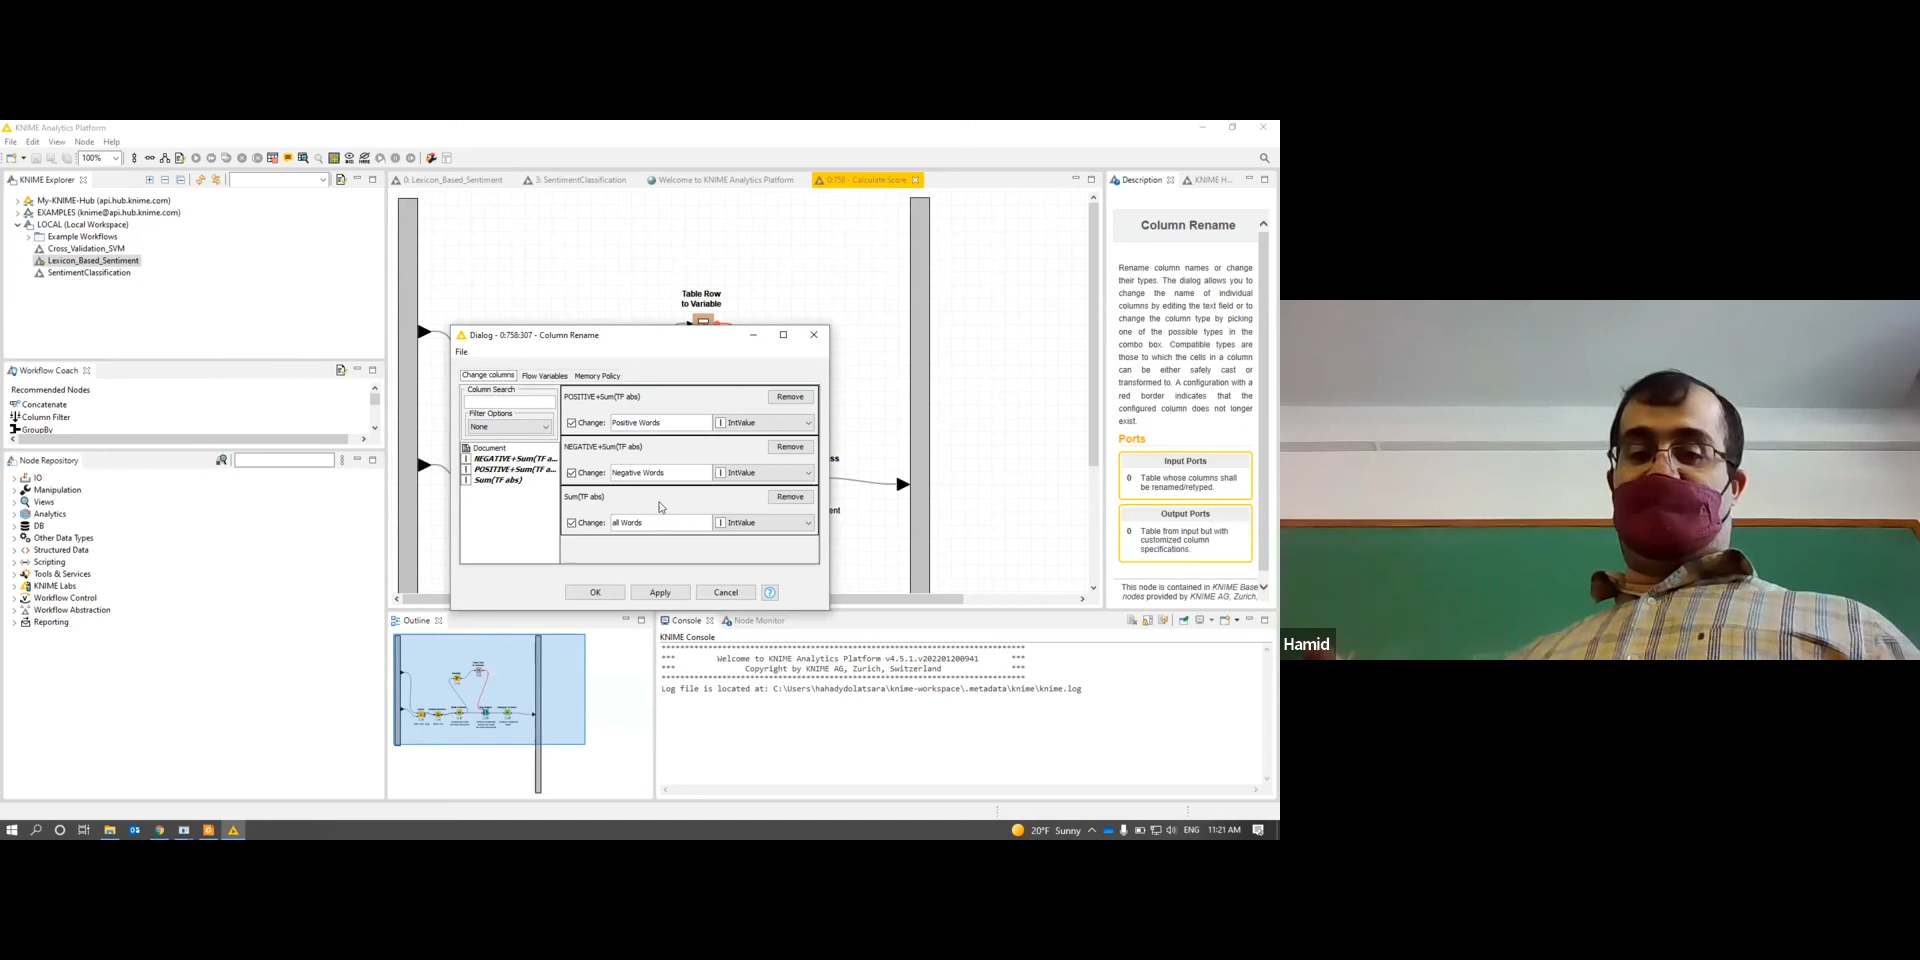 KNIME Analytics Platform
File Edit View Node Help
100%
KNIME Explorer
My-KNIME-Hub (api.hub.knime.com)
EXAMPLES (knime@api.hub.knime.com)
LOCAL (Local Workspace)
Example Workflows
Cross_Validation_SVM
Lexicon_Based_Sentiment
SentimentClassification
Workflow Coach
Recommended Nodes
Concatenate
Column Filter
GroupBy
Node Repository
IO
Manipulation
Views
Analytics
DB
Other Data Types
Structured Data
Scripting
Tools & Services
KNIME Labs
Workflow Control
Workflow Abstraction
Reporting
0: Lexicon_Based_Sentiment
3: SentimentClassification
Welcome to KNIME Analytics Platform
0:758 - Calculate Score
Table Row
to Variable
Dialog - 0:758:307 - Column Rename
File
Change columns Flow Variables Memory Policy
Column Search
Filter Options
None
Document
NEGATIVE+Sum(TF a...
POSITIVE+Sum(TF a...
Sum(TF abs)
POSITIVE+Sum(TF abs)
Remove
Change: Positive Words I IntValue
NEGATIVE+Sum(TF abs)
Remove
Change: Negative Words I IntValue
Sum(TF abs)
Remove
Change: all Words I IntValue
OK Apply Cancel ?
ss
ent
Description
KNIME H...
Column Rename
Rename column names or change
their types. The dialog allows you to
change the name of individual
columns by editing the text field or to
change the column type by picking
one of the possible types in the
combo box. Compatible types are
those to which the cells in a column
can be either safely cast or
transformed to. A configuration with a
red border indicates that the
configured column does not longer
exist.
Ports
Input Ports
0 Table whose columns shall
be renamed/retyped.
Output Ports
0 Table from input but with
customized column
specifications.
This node is contained in KNIME Base
nodes provided by KNIME AG, Zurich,
Outline
Console
Node Monitor
KNIME Console
*** Welcome to KNIME Analytics Platform v4.5.1.v202201200941 ***
*** Copyright by KNIME AG, Zurich, Switzerland ***
Log file is located at: C:\Users\hahadydolatsara\knime-workspace\.metadata\knime\knime.log
20°F Sunny
ENG
11:21 AM
Hamid